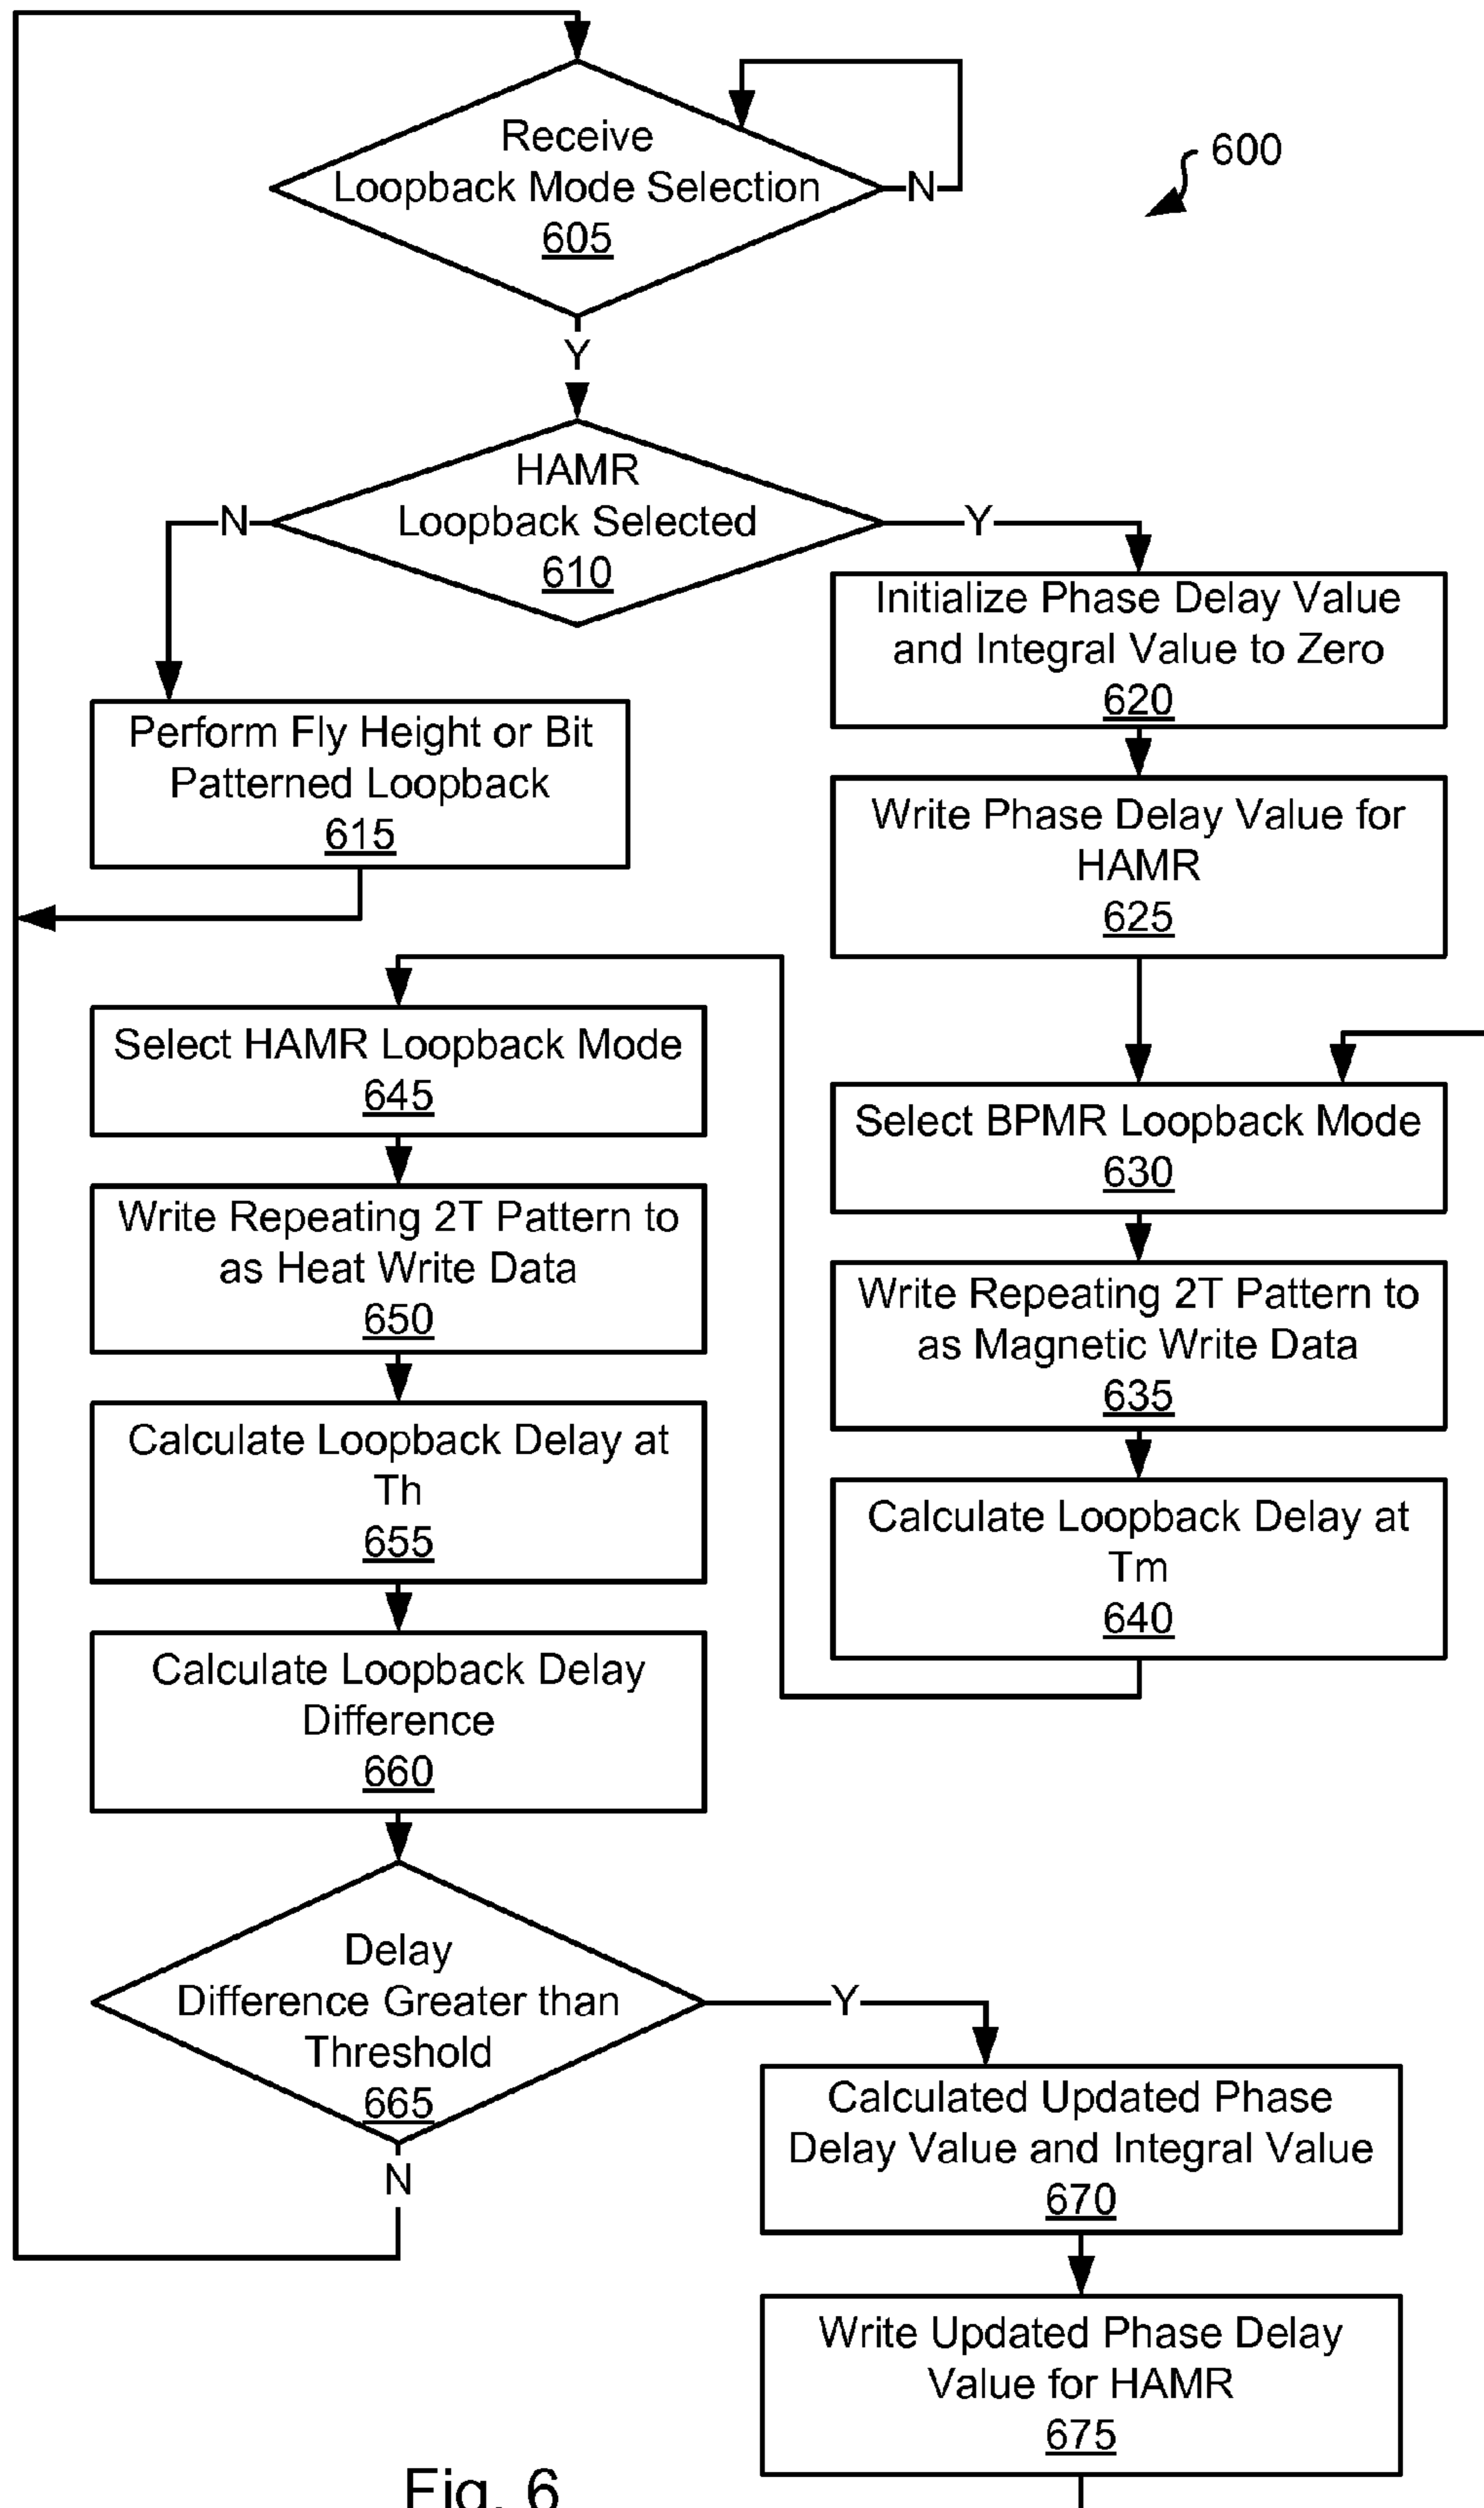 600
Receive
Loopback Mode Selection
605
N
Y
HAMR
Loopback Selected
610
N
Y
Perform Fly Height or Bit
Patterned Loopback
615
Initialize Phase Delay Value
and Integral Value to Zero
620
Write Phase Delay Value for
HAMR
625
Select BPMR Loopback Mode
630
Write Repeating 2T Pattern to
as Magnetic Write Data
635
Calculate Loopback Delay at
Tm
640
Select HAMR Loopback Mode
645
Write Repeating 2T Pattern to
as Heat Write Data
650
Calculate Loopback Delay at
Th
655
Calculate Loopback Delay
Difference
660
Delay
Difference Greater than
Threshold
665
Y
N
Calculated Updated Phase
Delay Value and Integral Value
670
Write Updated Phase Delay
Value for HAMR
675
Fig. 6